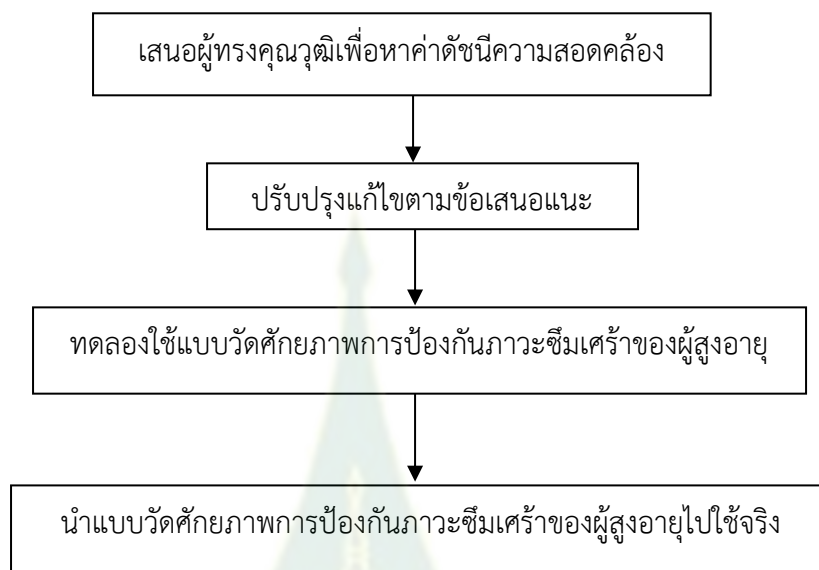 เสนอผู้ทรงคุณวุฒิเพื่อหาค่าดัชนีความสอดคล้อง
ปรับปรุงแก้ไขตามข้อเสนอแนะ
ทดลองใช้แบบวัดศักยภาพการป้องกันภาวะซึมเศร้าของผู้สูงอายุ
นำแบบวัดศักยภาพการป้องกันภาวะซึมเศร้าของผู้สูงอายุไปใช้จริง